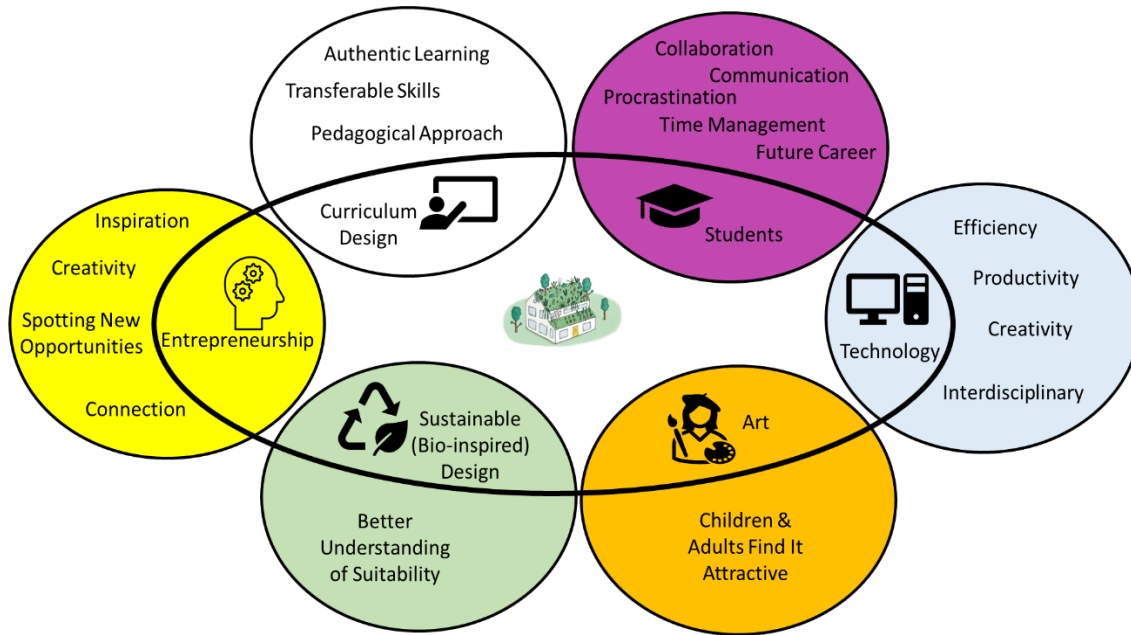 Authentic Learning
Transferable Skills
Pedagogical Approach
Curriculum
Design
Collaboration
Communication
Procrastination
Time Management
Future Career
Students
Inspiration
Creativity
Spotting New
Opportunities
Connection
Entrepreneurship
Efficiency
Productivity
Creativity
Interdisciplinary
Technology
Sustainable
(Bio-inspired)
Design
Better
Understanding
of Suitability
Art
Children &
Adults Find It
Attractive